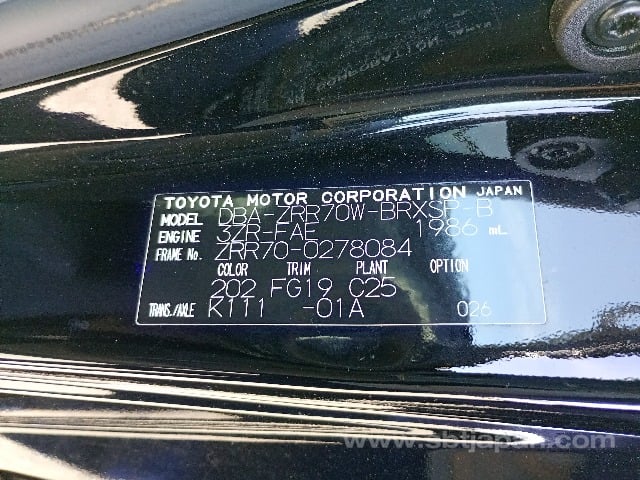 TOYOTA MOTOR CORPORATION JAPAN
MODEL DBA-ZRR70W-BRXSP-B
ENGINE 3ZR-FAE 1986 mL
FRAME No. ZRR70-0278084
COLOR TRIM PLANT OPTION
202 FG19 C25
TRANS./AXLE K111 -01A 026
www.sbtjapan.com